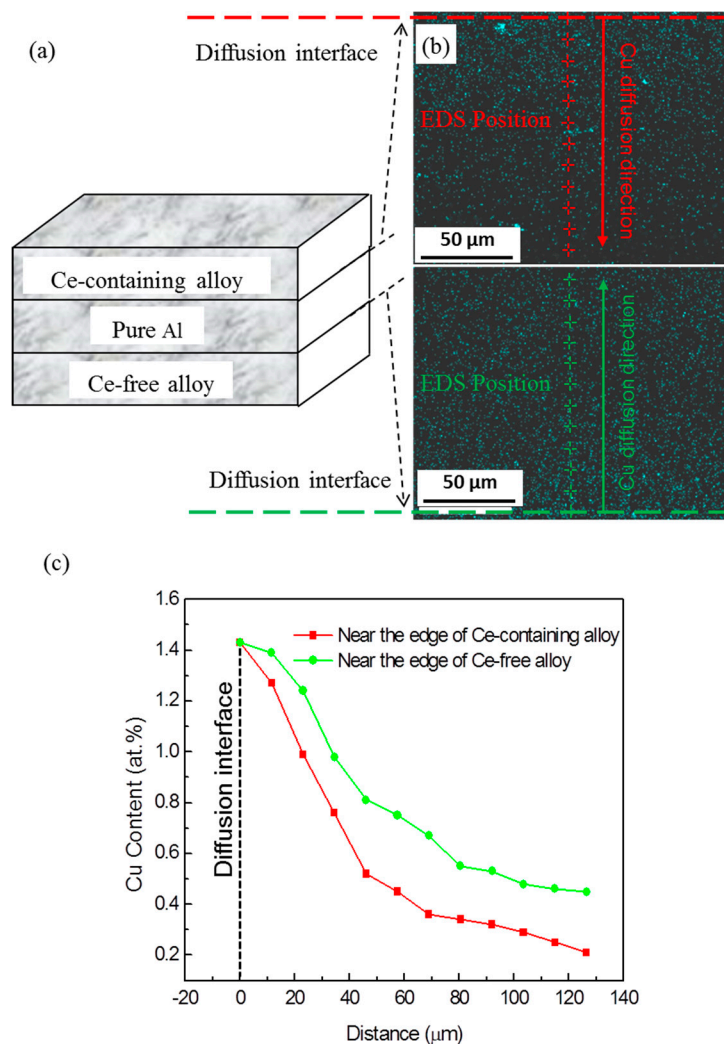 (a)
Diffusion interface
(b)
EDS Position
Cu diffusion direction
50 μm
Ce-containing alloy
Pure Al
Ce-free alloy
EDS Position
Cu diffusion direction
50 μm
Diffusion interface
(c)
Cu Content (at.%)
1.6
1.4
1.2
1.0
0.8
0.6
0.4
0.2
Near the edge of Ce-containing alloy
Near the edge of Ce-free alloy
Diffusion interface
-20 0 20 40 60 80 100 120 140
Distance (μm)